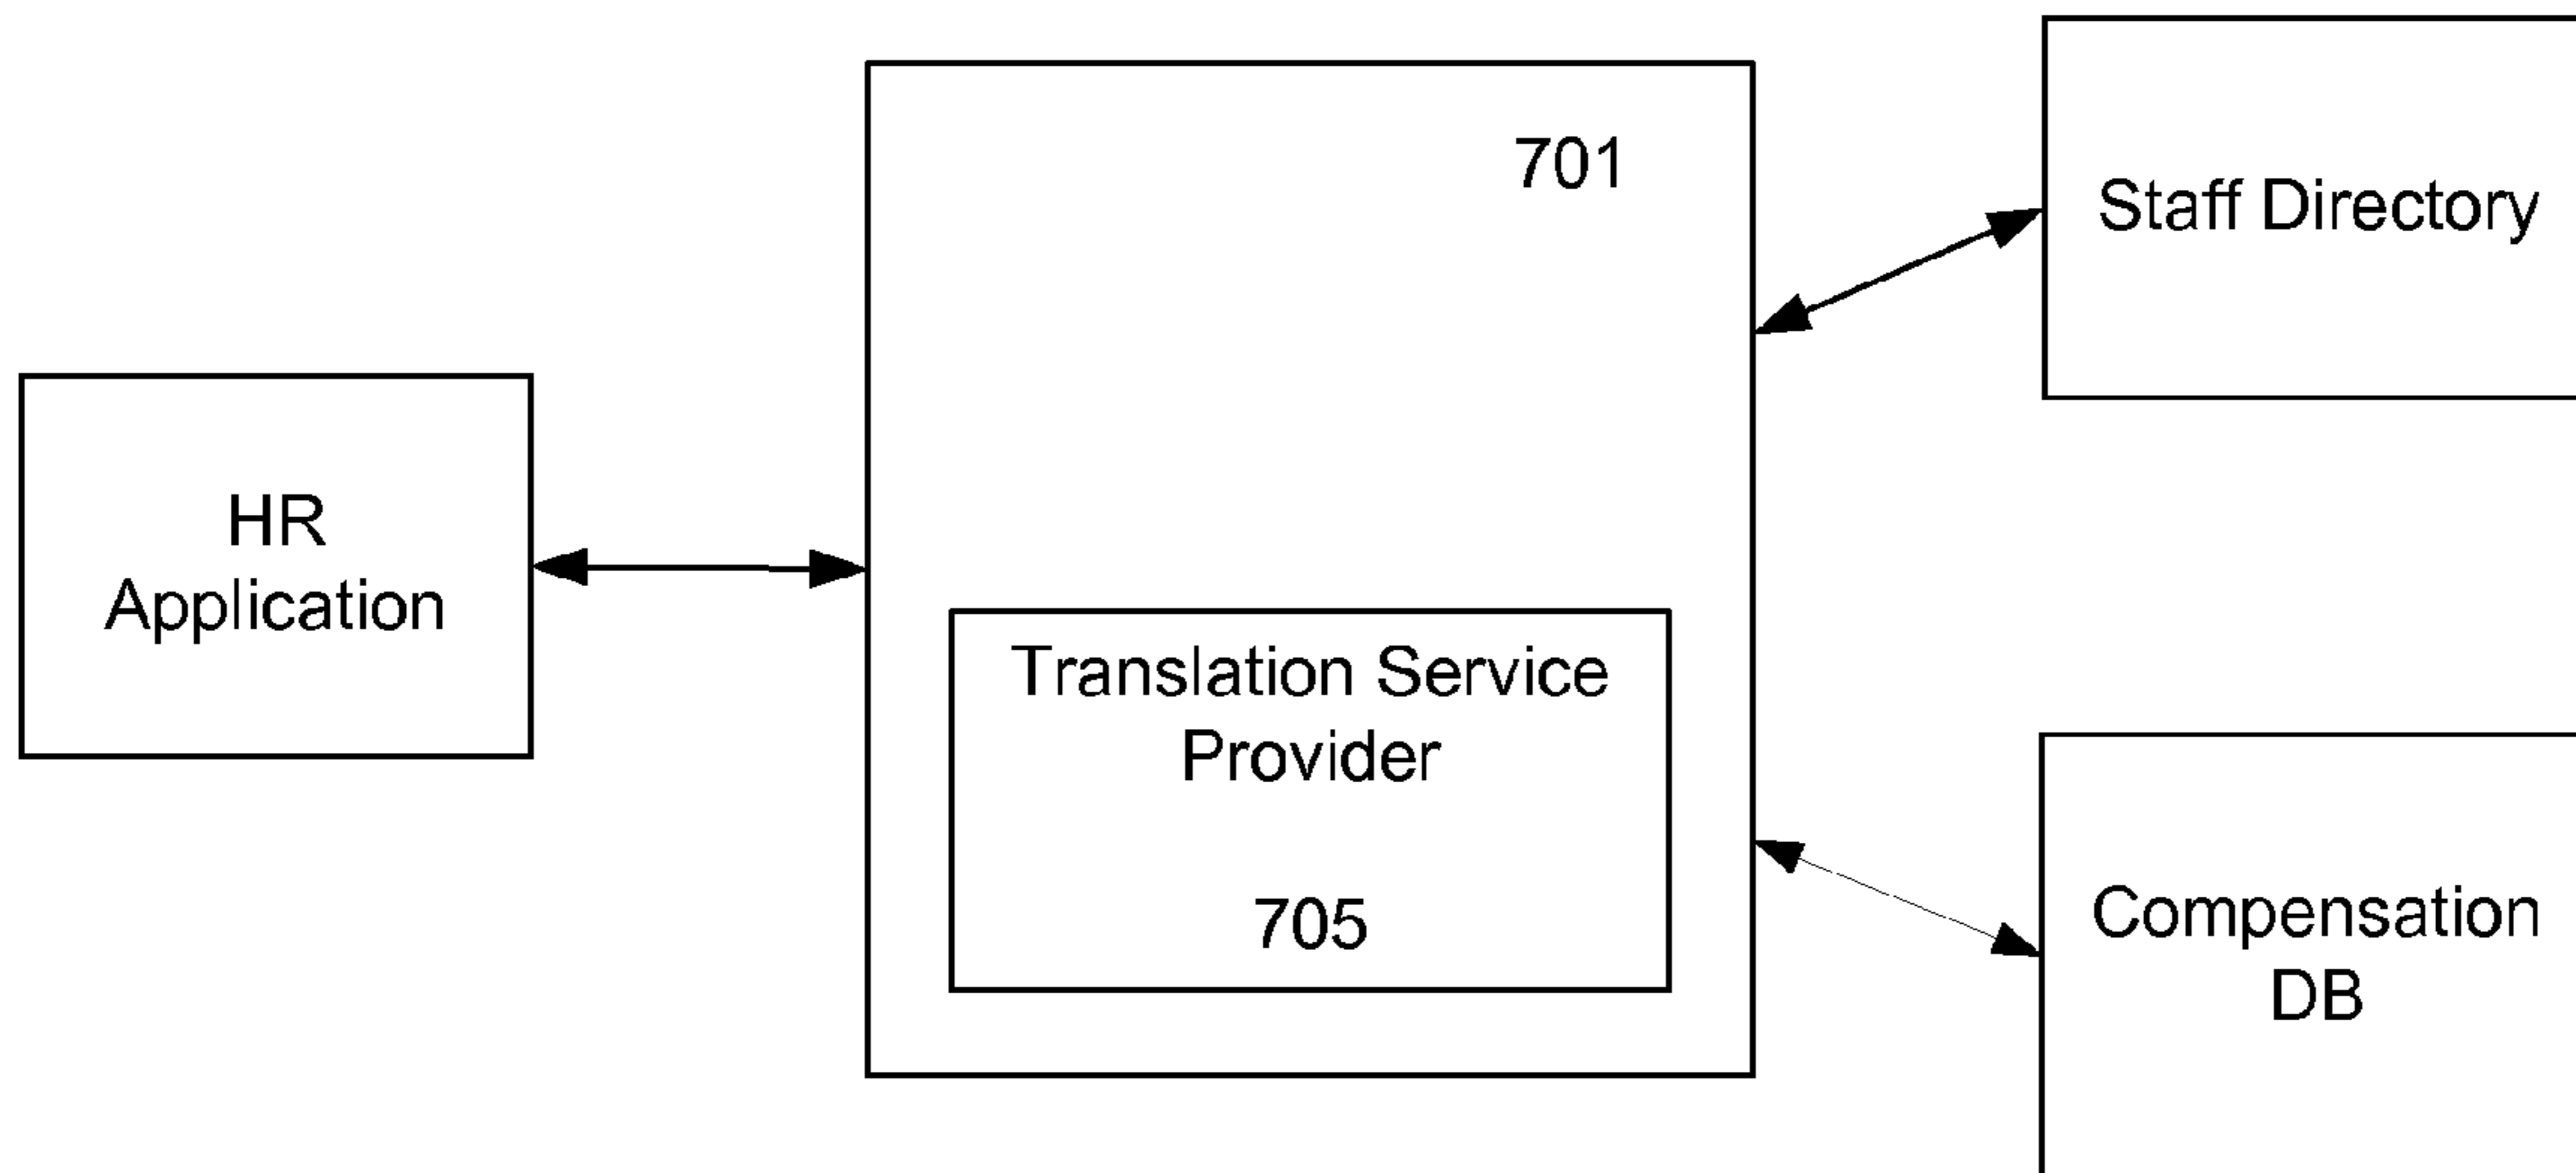 701
Staff Directory
HR
Application
Translation Service
Provider
705
Compensation
DB